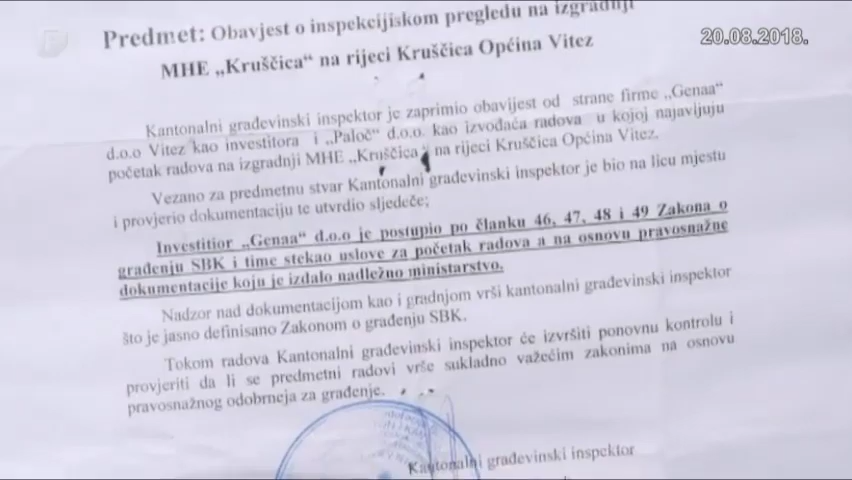 Predmet: Obavjest o inspekcijiskom pregledu na izgradnji
20.08.2018.
MHE „Kruščica“ na rijeci Kruščica Općina Vitez
Kantonalni građevinski inspektor je zaprimio obavijest od strane firme „Genaa“
d.o.o Vitez kao investitora i „Paloč“ d.o.o. kao izvođaća radova u kojoj najavijuju
početak radova na izgradnji MHE „Kruščica“ na rijeci Kruščica Općina Vitez.
Vezano za predmetnu stvar Kantonalni građevinski inspektor je bio na licu mjestu
i provjerio dokumentaciju te utvrdio sljedeče;
Investitior „Genaa“ d.o.o je postupio po članku 46, 47, 48 i 49 Zakona o
građenju SBK i time stekao uslove za početak radova a na osnovu pravosnažne
dokumentacije koju je izdalo nadležno ministarstvo.
Nadzor nad dokumentacijom kao i gradnjom vrši kantonalni građevinski inspektor
što je jasno definisano Zakonom o građenju SBK.
Tokom radova Kantonalni građevinski inspektor će izvršiti ponovnu kontrolu i
provjeriti da li se predmetni radovi vrše sukladno važećim zakonima na osnovu
pravosnažnog odobrneja za građenje.
Kantonalni građevinski inspektor